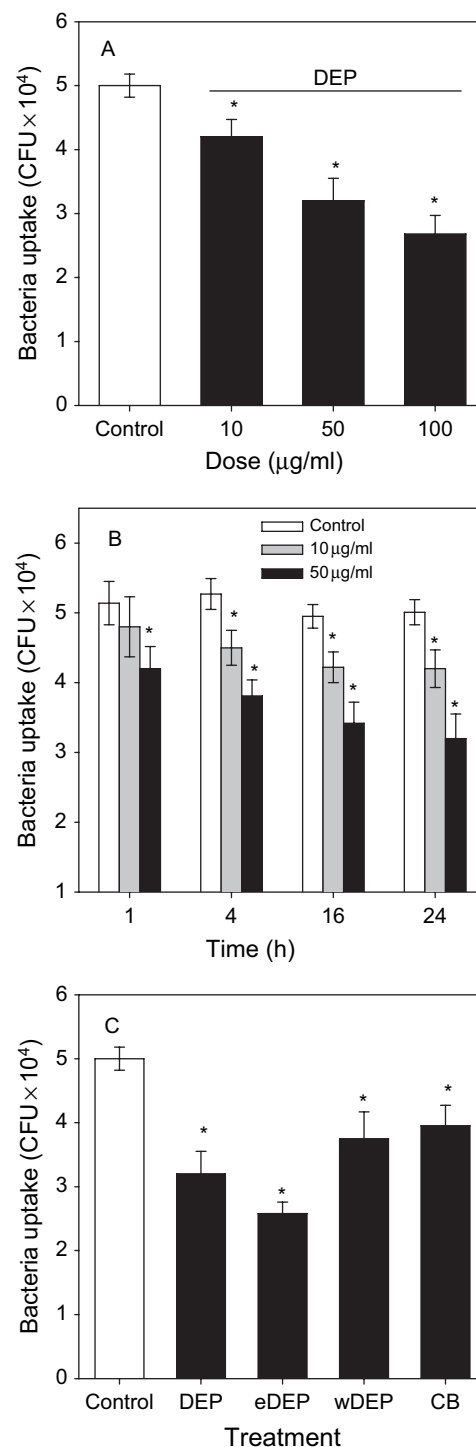 6
A
DEP
5
*
4
*
*
3
2
1
0
Bacteria uptake (CFU×10⁴)
Control 10 50 100
Dose (μg/ml)
B
Control
10 μg/ml
50 μg/ml
6
5
*
*
*
*
4
*
*
*
3
2
1
Bacteria uptake (CFU×10⁴)
1 4 16 24
Time (h)
6
C
5
4
*
*
*
*
3
2
1
0
Bacteria uptake (CFU×10⁴)
Control DEP eDEP wDEP CB
Treatment